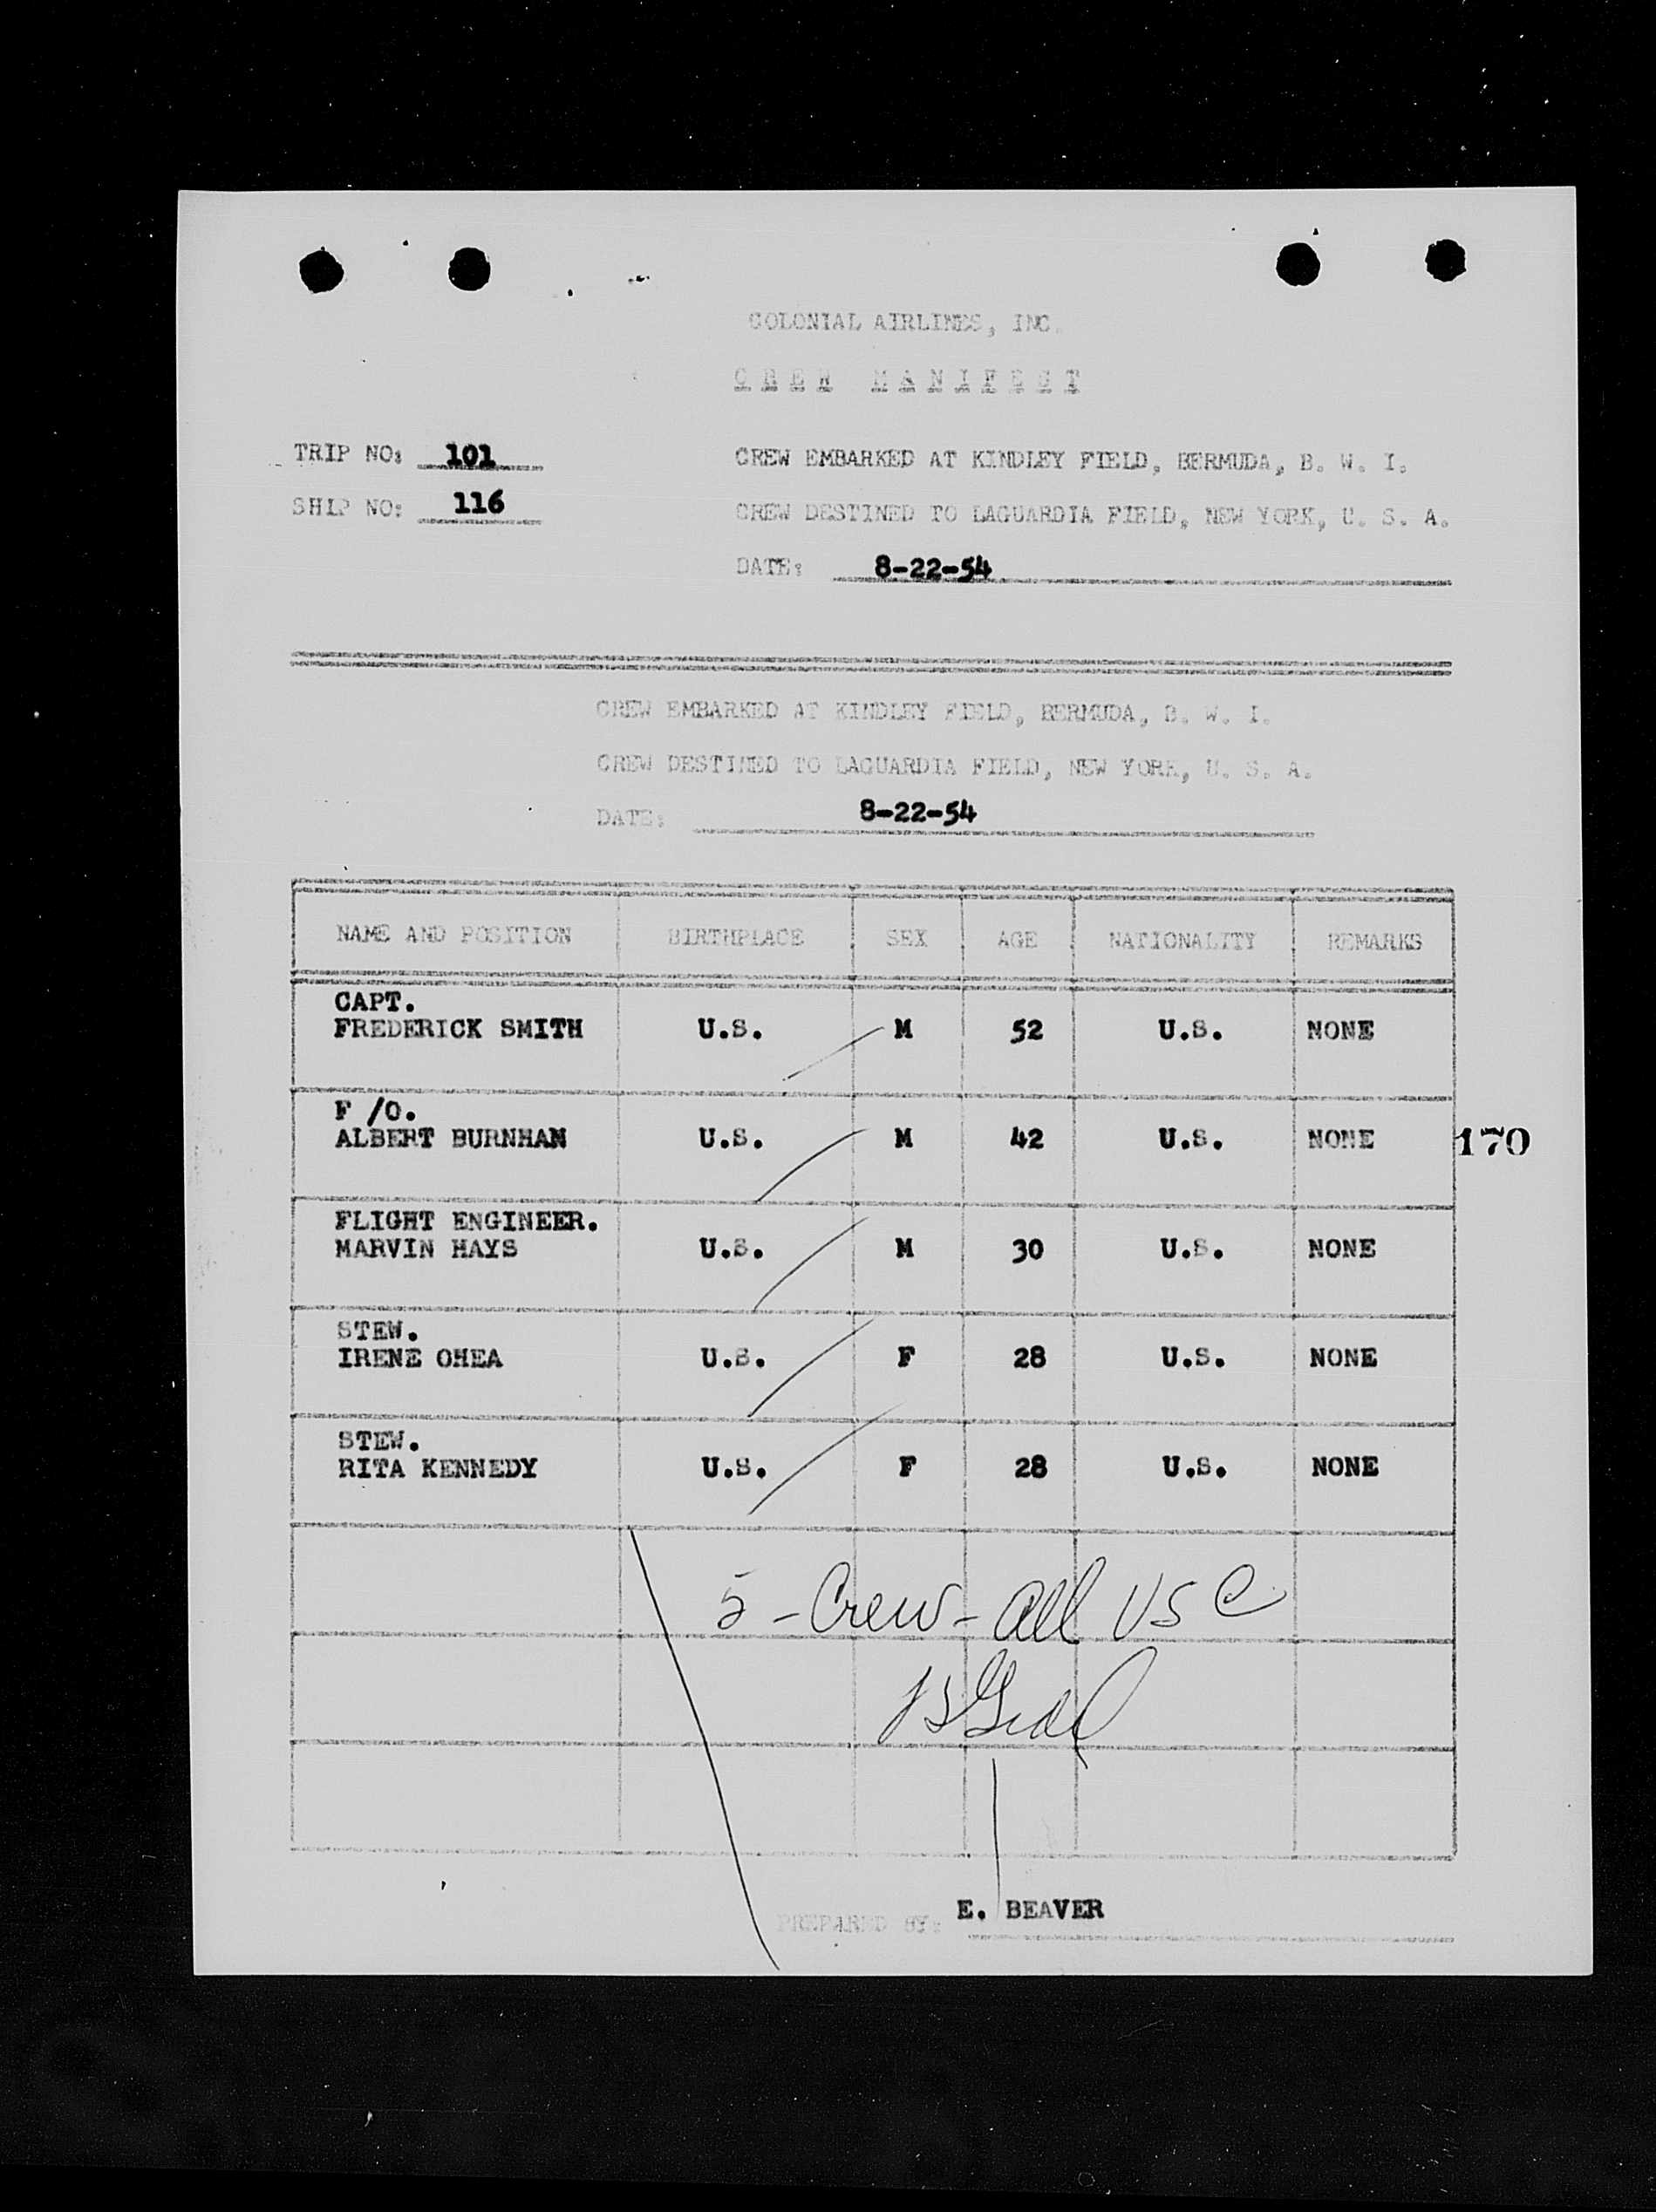 COLONIAL AIRLINES, INC.
CREW MANIFEST
TRIP NO: 101
CREW EMBARKED AT KINDLEY FIELD, BERMUDA, B. W. I.
SHIP NO: 116
CREW DESTINED TO LAGUARDIA FIELD, NEW YORK, U. S. A.
DATE: 8-22-54
CREW EMBARKED AT KINDLEY FIELD, BERMUDA, B. W. I.
CREW DESTINED TO LAGUARDIA FIELD, NEW YORK, U. S. A.
DATE: 8-22-54
NAME AND POSITION BIRTHPLACE SEX AGE NATIONALITY REMARKS
CAPT.
FREDERICK SMITH U.S. M 52 U.S. NONE
F /O.
ALBERT BURNHAM U.S. M 42 U.S. NONE
170
FLIGHT ENGINEER.
MARVIN HAYS U.S. M 30 U.S. NONE
STEW.
IRENE OHEA U.S. F 28 U.S. NONE
STEW.
RITA KENNEDY U.S. F 28 U.S. NONE
5 - Crew - all USC
PREPARED BY: E. BEAVER